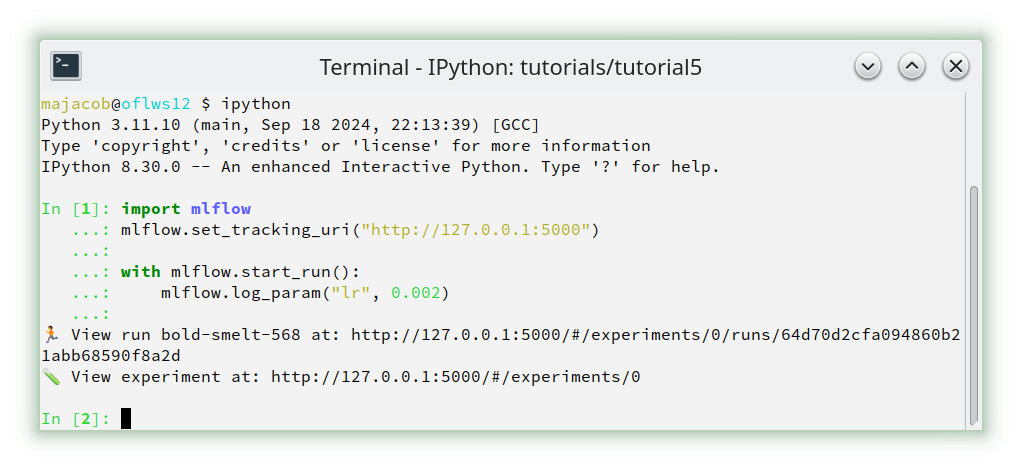 Terminal - IPython: tutorials/tutorial5
majacob@oflws12 $ ipython
Python 3.11.10 (main, Sep 18 2024, 22:13:39) [GCC]
Type 'copyright', 'credits' or 'license' for more information
IPython 8.30.0 -- An enhanced Interactive Python. Type '?' for help.
In [1]: import mlflow
   ...: mlflow.set_tracking_uri("http://127.0.0.1:5000")
   ...:
   ...: with mlflow.start_run():
   ...:     mlflow.log_param("lr", 0.002)
   ...:
🏃 View run bold-smelt-568 at: http://127.0.0.1:5000/#/experiments/0/runs/64d70d2cfa094860b2
1abb68590f8a2d
🧪 View experiment at: http://127.0.0.1:5000/#/experiments/0
In [2]: